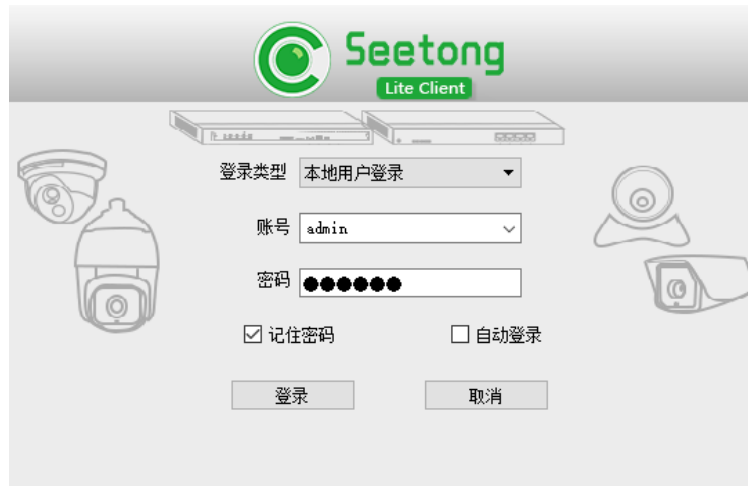 Seetong
Lite Client
登录类型 本地用户登录
账号 admin
密码 ●●●●●●
记住密码 自动登录
登录 取消